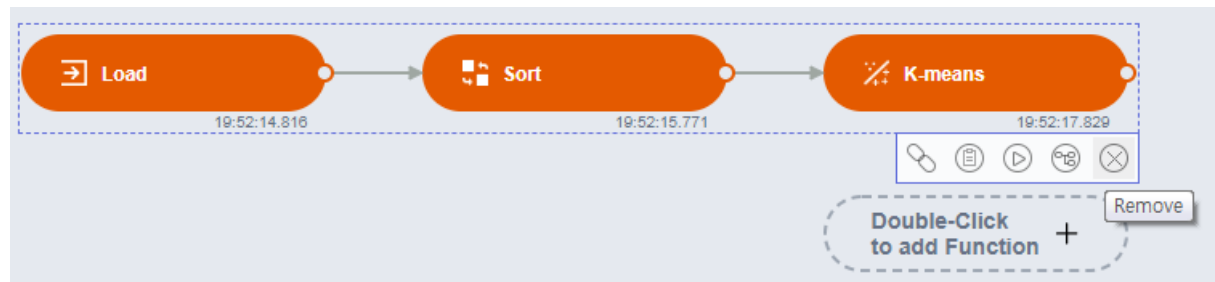 Load
Sort
K-means
19:52:14.816
19:52:15.771
19:52:17.829
Remove
Double-Click
to add Function